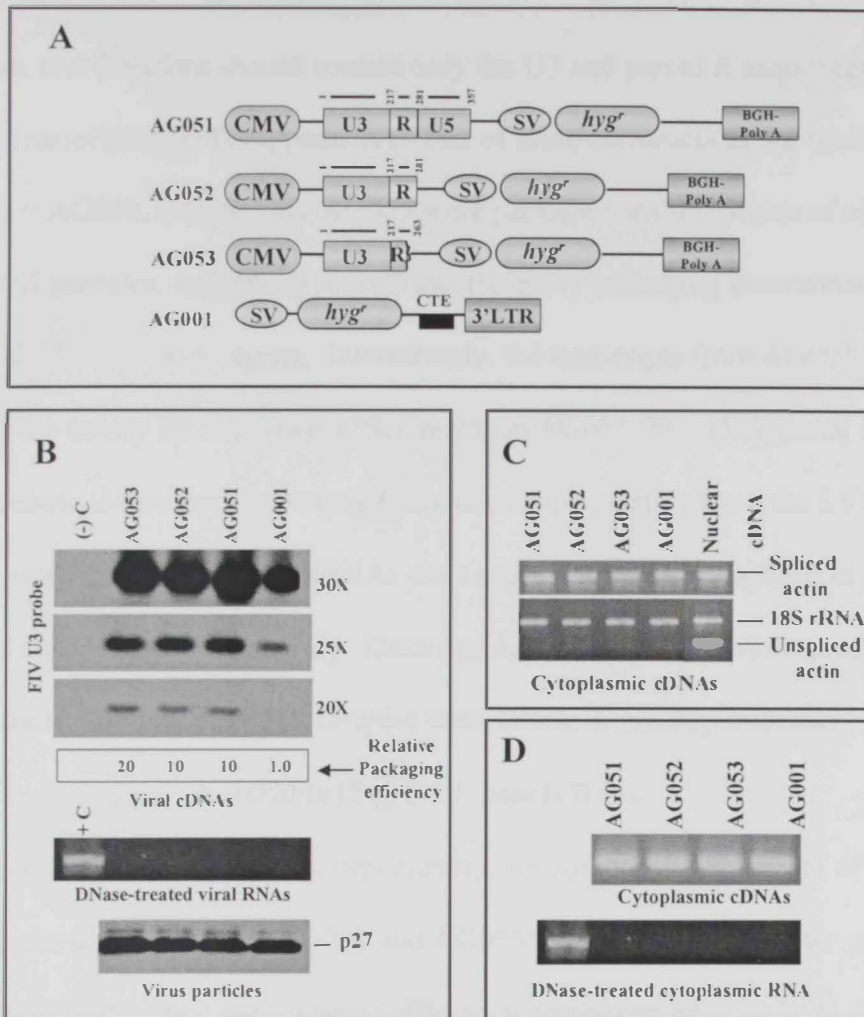 A
217
281
357
AG051
CMV
U3
R
U5
SV
hygʳ
BGH-
Poly A
217
281
AG052
CMV
U3
R
SV
hygʳ
BGH-
Poly A
217
263
AG053
CMV
U3
R
SV
hygʳ
BGH-
Poly A
AG001
SV
hygʳ
CTE
3'LTR
B
(-) C
AG053
AG052
AG051
AG001
FIV U3 probe
30X
25X
20X
20 10 10 1.0
Relative
Packaging
efficiency
Viral cDNAs
+ C
DNase-treated viral RNAs
p27
Virus particles
C
AG051
AG052
AG053
AG001
Nuclear
cDNA
Spliced
actin
18S rRNA
Unspliced
actin
Cytoplasmic cDNAs
D
AG051
AG052
AG053
AG001
Cytoplasmic cDNAs
DNase-treated cytoplasmic RNA